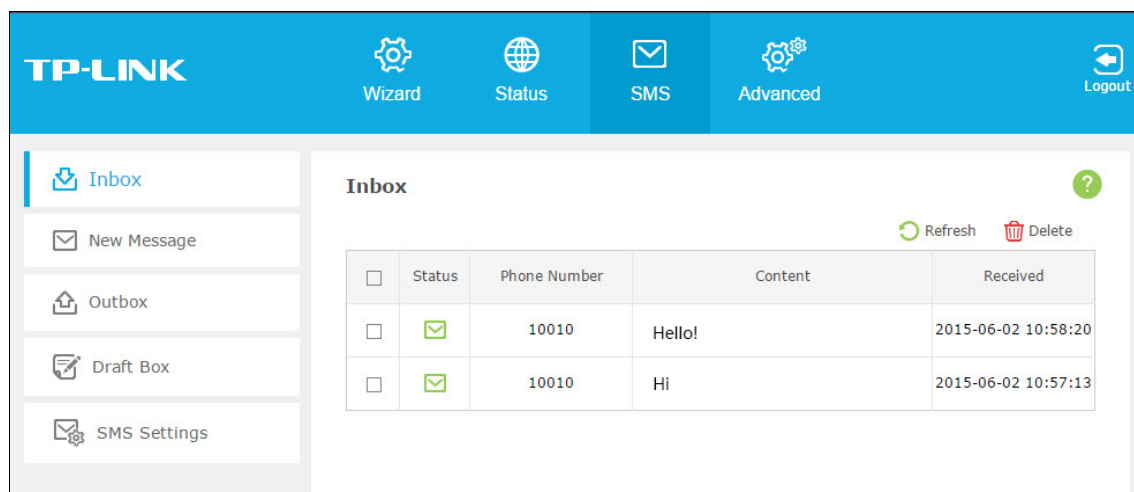 TP-LINK
Wizard
Status
SMS
Advanced
Logout
Inbox
New Message
Outbox
Draft Box
SMS Settings
Inbox
?
Refresh
Delete
Status Phone Number Content Received
10010 Hello! 2015-06-02 10:58:20
10010 Hi 2015-06-02 10:57:13